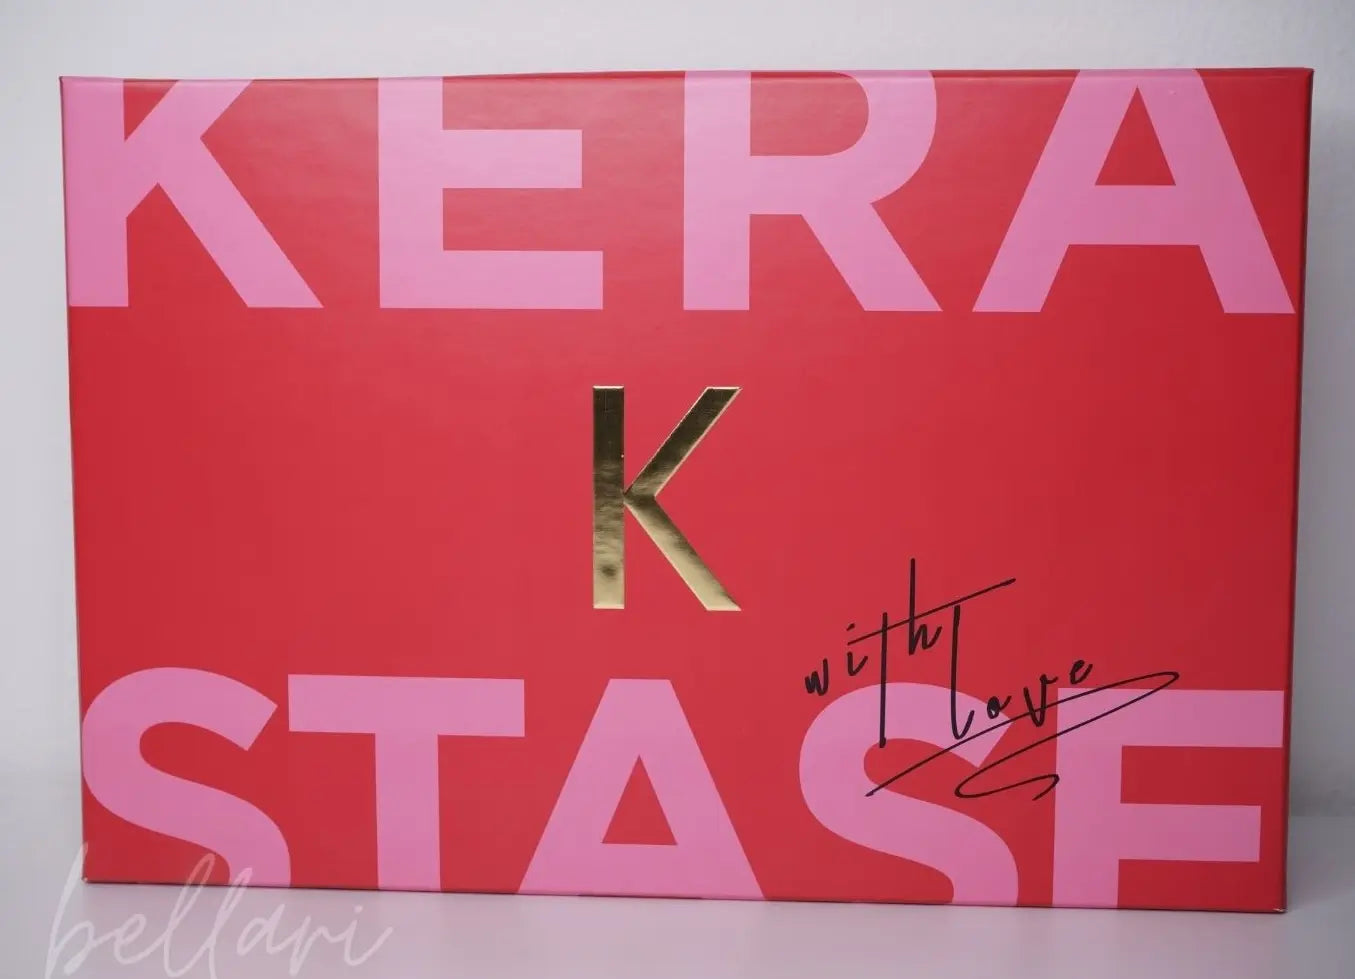 KERA
K
with
Love
STASE
bellari